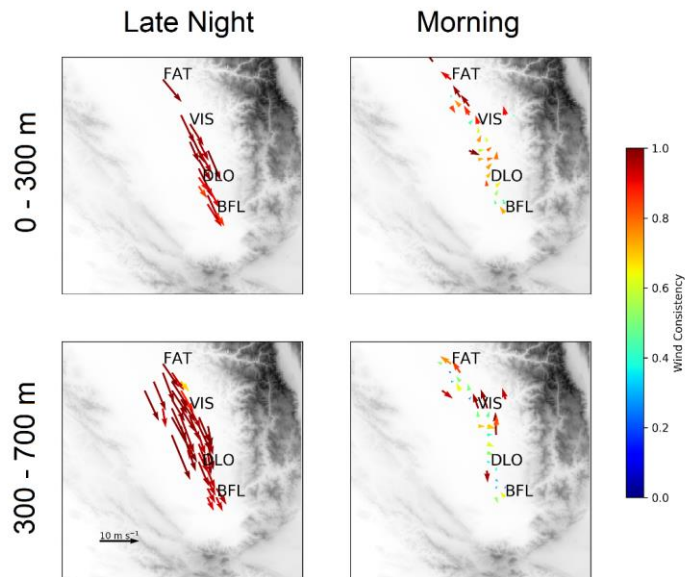 Late Night
Morning
0 - 300 m
FAT
VIS
DLO
BFL
FAT
VIS
DLO
BFL
300 - 700 m
FAT
VIS
DLO
BFL
10 m s⁻¹
FAT
VIS
DLO
BFL
1.0
0.8
0.6
0.4
0.2
0.0
Wind Consistency